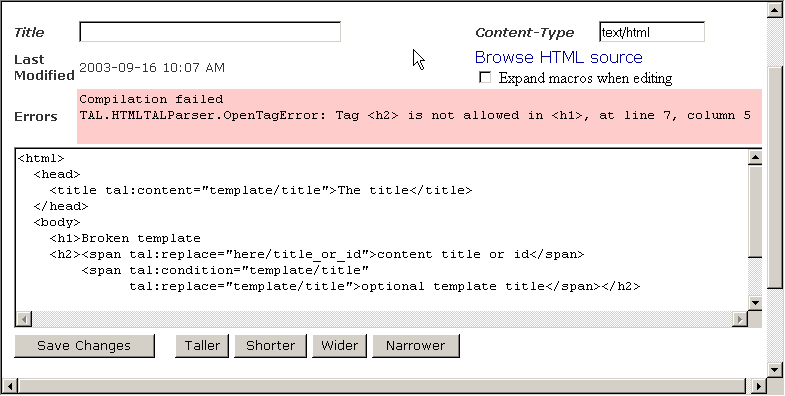 Title Content-Type text/html
Last Modified 2003-09-16 10:07 AM Browse HTML source
Expand macros when editing
Errors Compilation failed
TAL.HTMLTALParser.OpenTagError: Tag <h2> is not allowed in <h1>, at line 7, column 5
<html>
  <head>
    <title tal:content="template/title">The title</title>
  </head>
  <body>
    <h1>Broken template
    <h2><span tal:replace="here/title_or_id">content title or id</span>
        <span tal:condition="template/title"
              tal:replace="template/title">optional template title</span></h2>
Save Changes Taller Shorter Wider Narrower